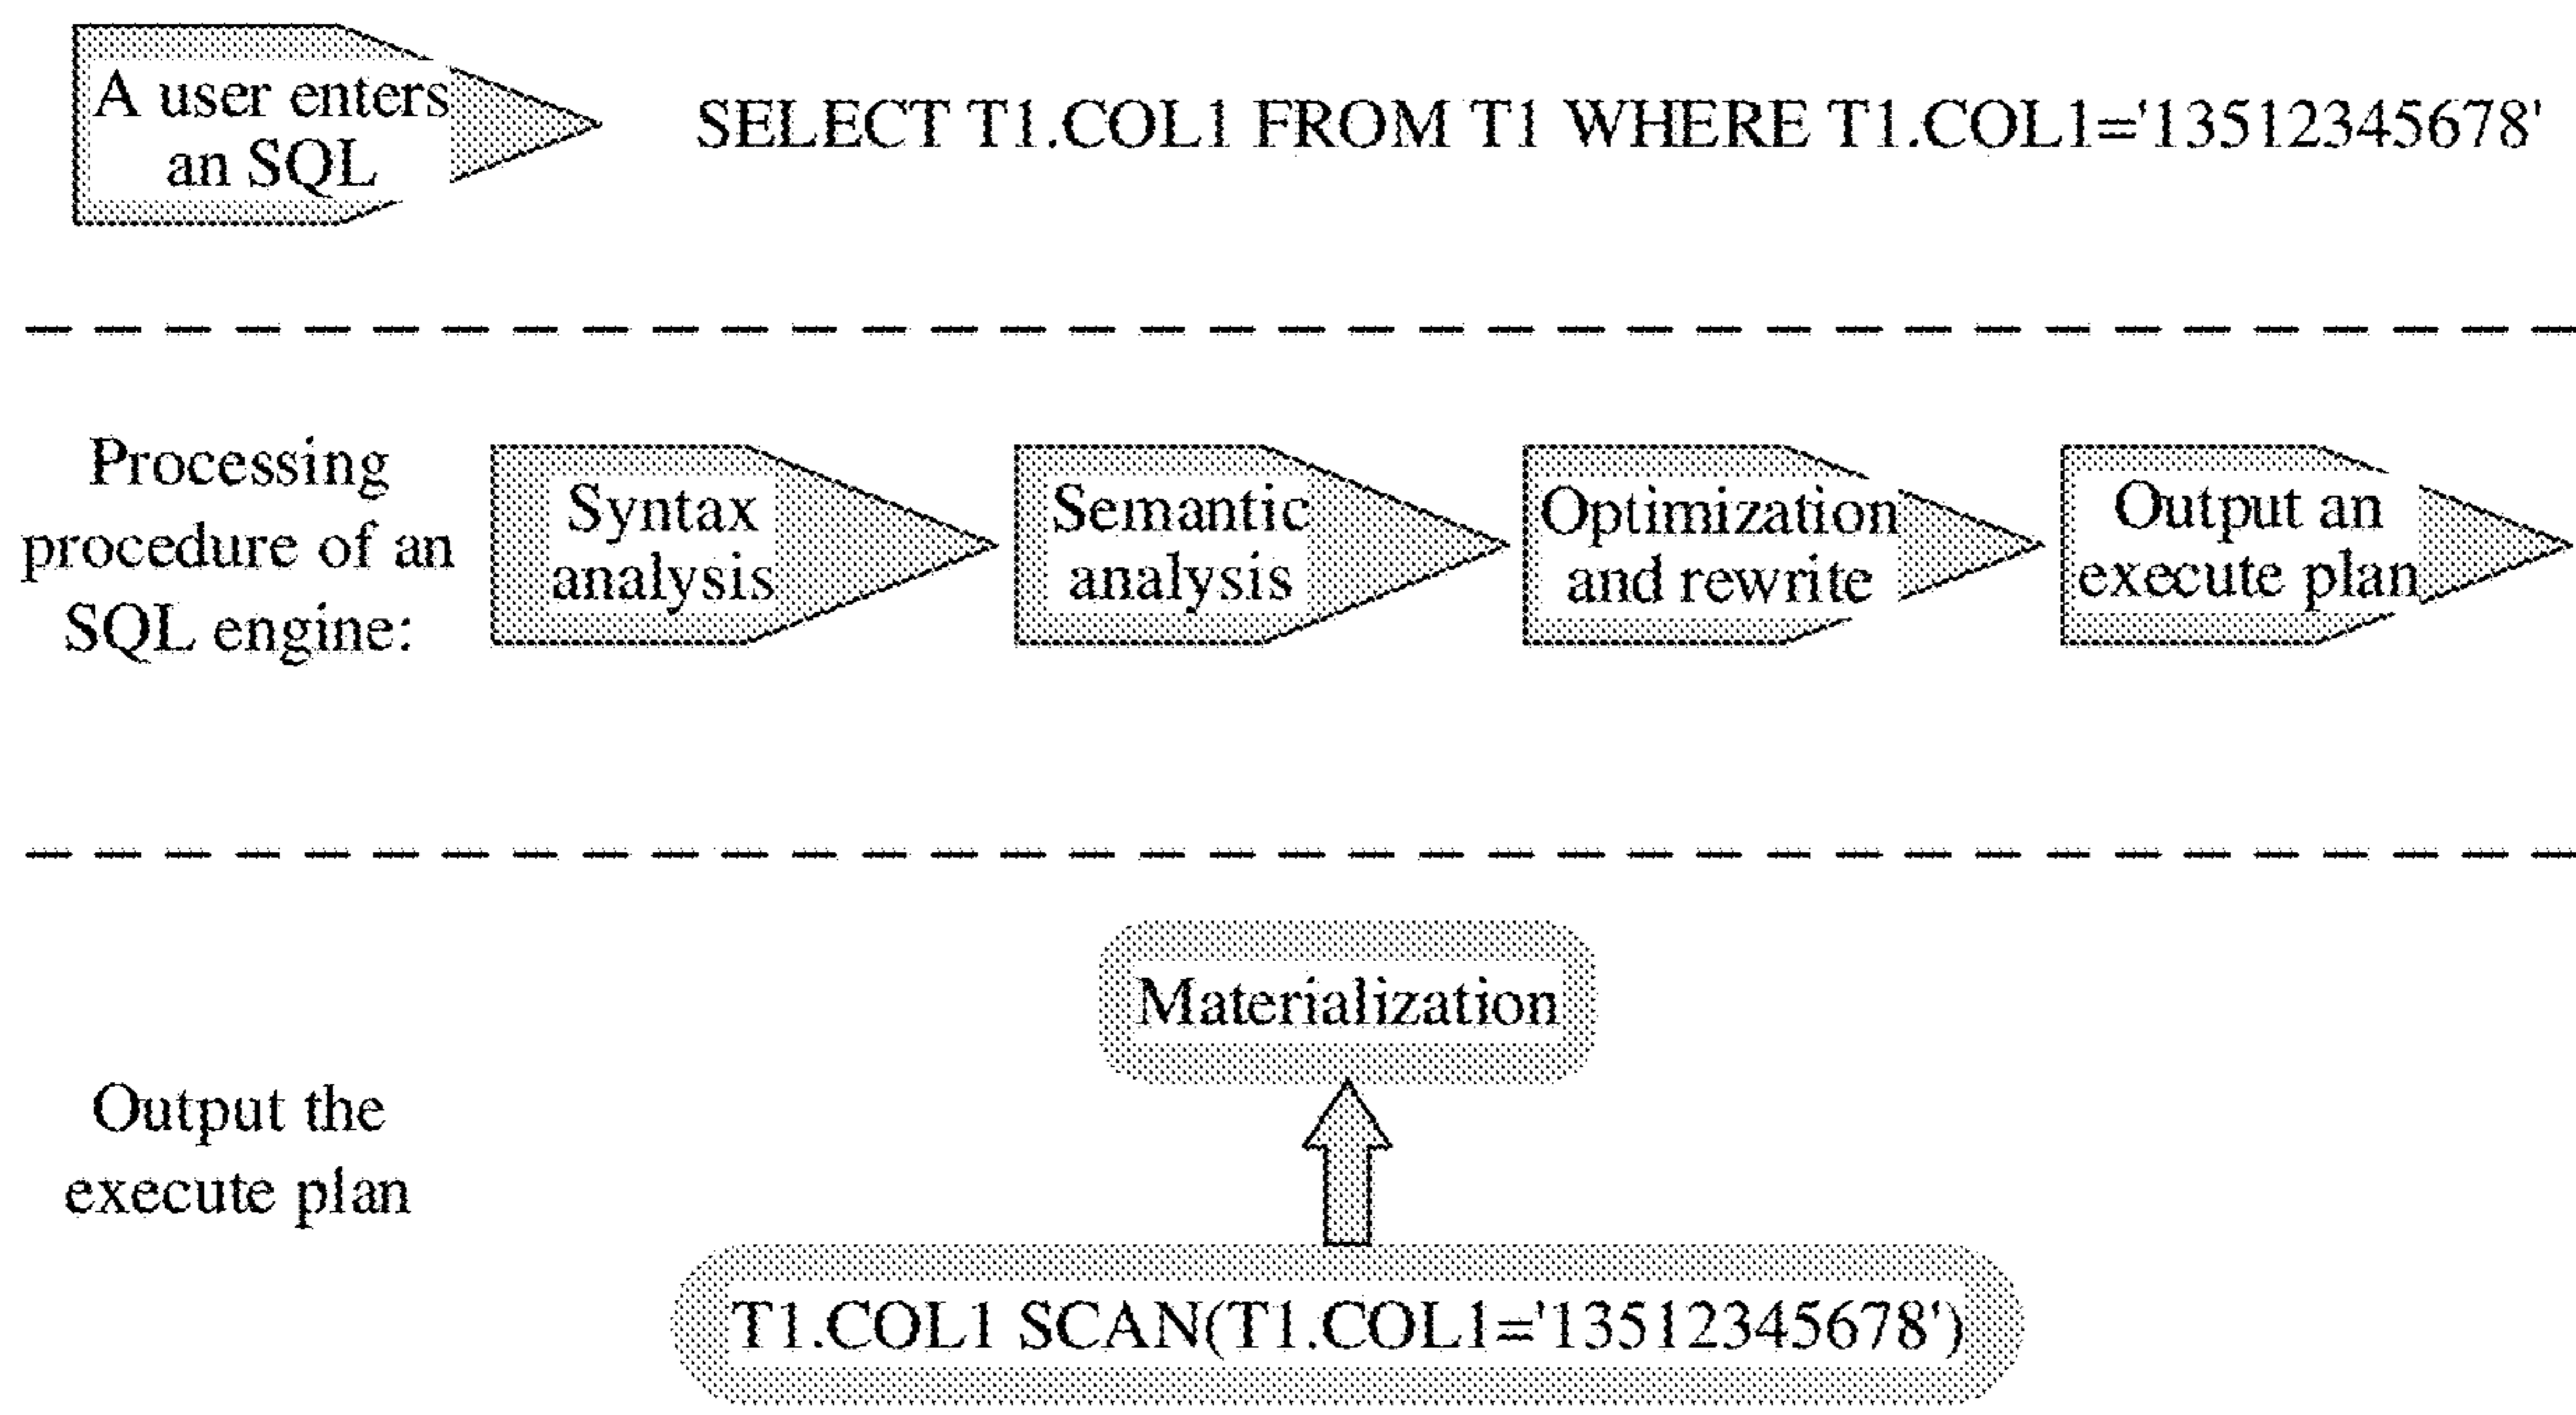 A user enters
an SQL
SELECT T1.COL1 FROM T1 WHERE T1.COL1='13512345678'
Processing
procedure of an
SQL engine:
Syntax
analysis
Semantic
analysis
Optimization
and rewrite
Output an
execute plan
Materialization
Output the
execute plan
T1.COL1 SCAN(T1.COL1='13512345678')